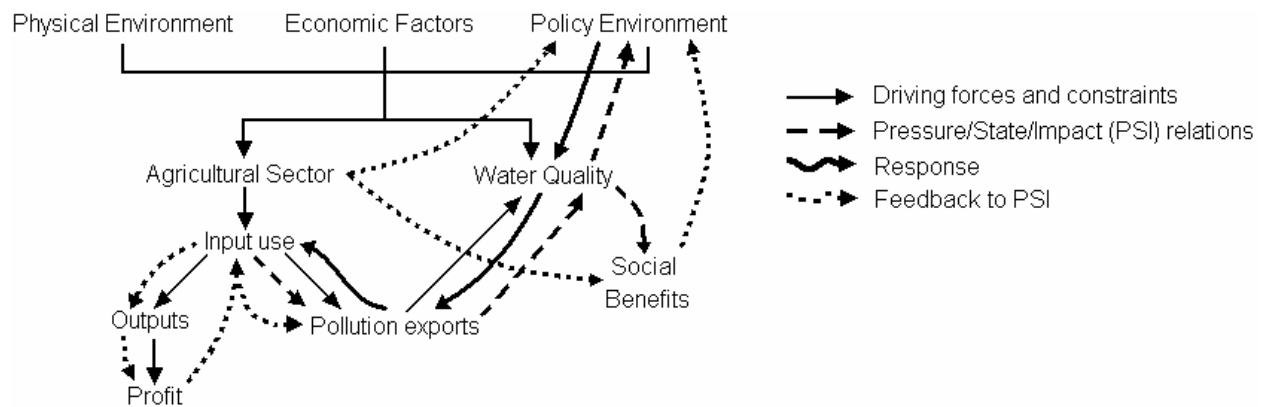 Physical Environment
Economic Factors
Policy Environment
Driving forces and constraints
Pressure/State/Impact (PSI) relations
Response
Feedback to PSI
Agricultural Sector
Water Quality
Input use
Social
Benefits
Outputs
Pollution exports
Profit